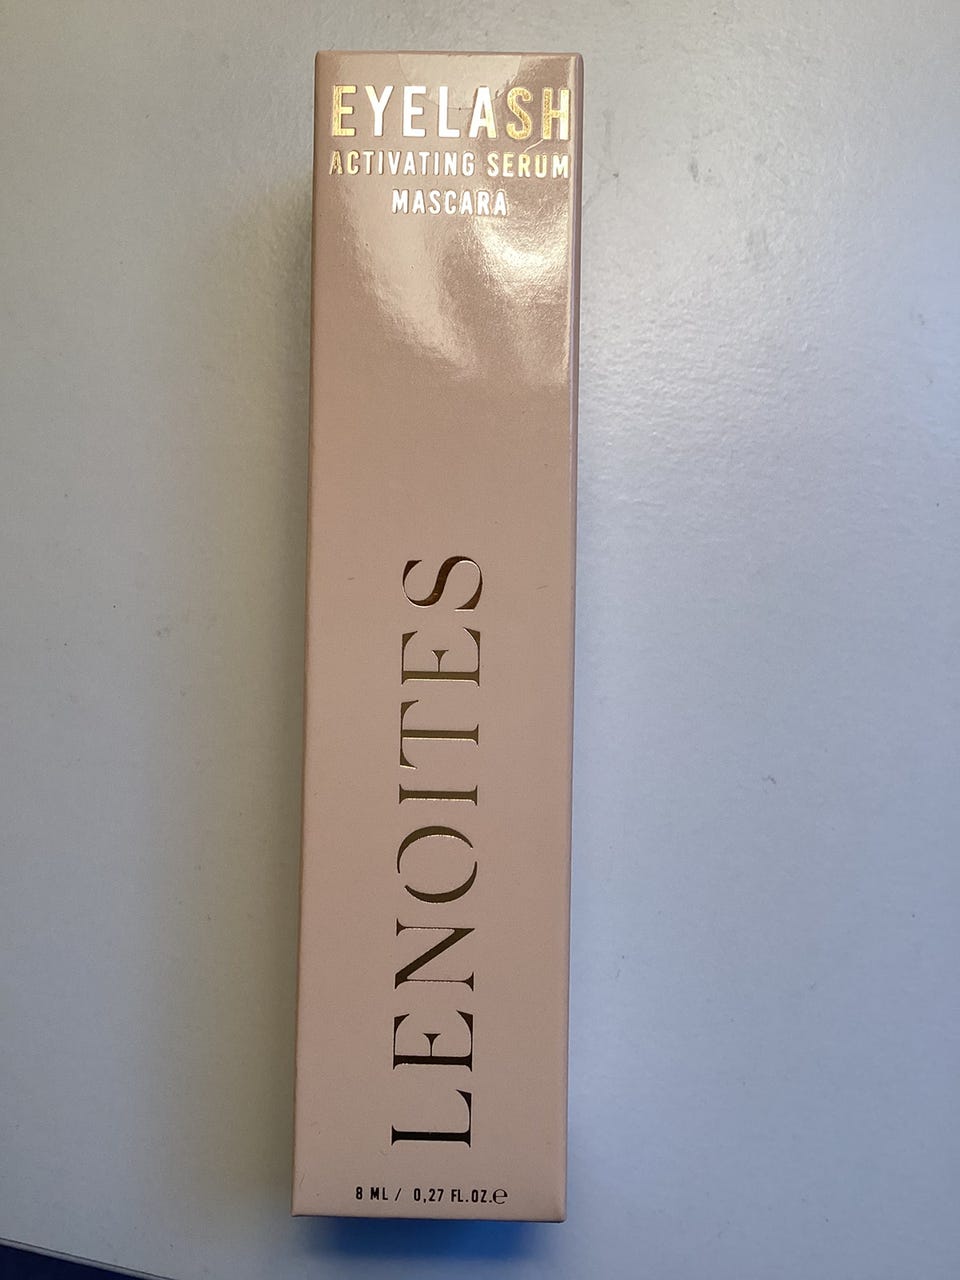 EYELASH
ACTIVATING SERUM
MASCARA
LENOITES
8 ML / 0,27 FL.OZ.℮